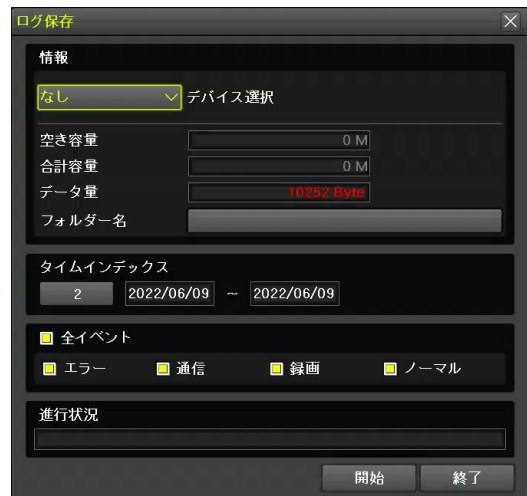 ログ保存
情報
なし デバイス選択
空き容量 0 M
合計容量 0 M
データ量 10252 Byte
フォルダー名
タイムインデックス
2 2022/06/09 ~ 2022/06/09
全イベント
エラー 通信 録画 ノーマル
進行状況
開始 終了